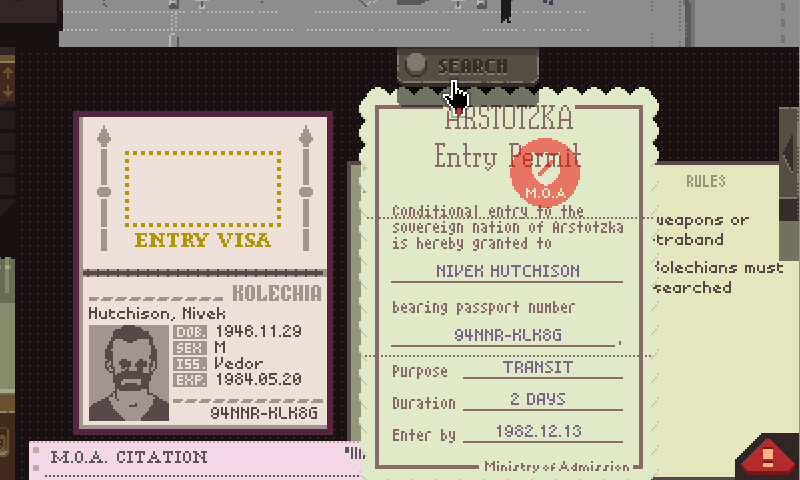 SEARCH
ARSTOTZKA
Entry Permit
M.O.A
Conditional entry to the
sovereign nation of Arstotzka
is hereby granted to
NIVEK HUTCHISON
bearing passport number
94NNR-KLK8G,
Purpose TRANSIT
Duration 2 DAYS
Enter by 1982.12.13
Ministry of Admission
ENTRY VISA
KOLECHIA
Hutchison, Nivek
DOB. 1946.11.29
SEX M
ISS. Vedor
EXP. 1984.05.20
94NNR-KLK8G
RULES
weapons or
traband
Kolechians must
searched
M.O.A. CITATION